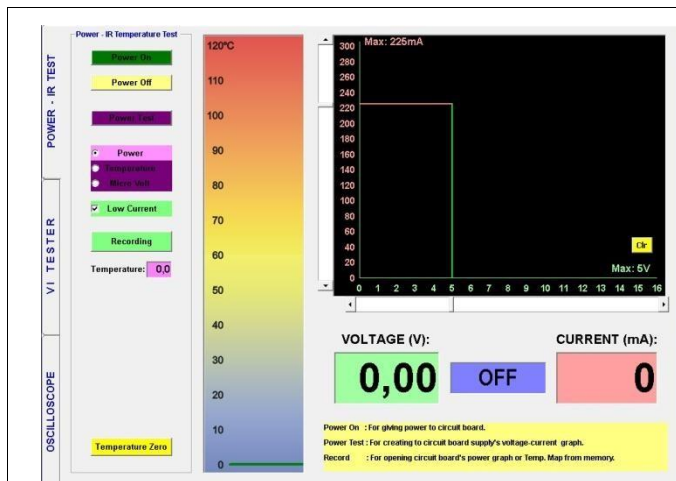 POWER - IR TEST
VI TESTER
OSCILLOSCOPE
Power - IR Temperature Test
Power On
Power Off
Power Test
Power
Temperature
Micro Volt
Low Current
Recording
Temperature: 0,0
Temperature Zero
120°C
110
100
90
80
70
60
50
40
30
20
10
0
Max: 225mA
300
280
260
240
220
200
180
160
140
120
100
80
60
40
20
0
Clr
Max: 5V
0 1 2 3 4 5 6 7 8 9 10 11 12 13 14 15 16
VOLTAGE (V):
0,00
OFF
CURRENT (mA):
0
Power On : For giving power to circuit board.
Power Test : For creating to circuit board supply's voltage-current graph.
Record : For opening circuit board's power graph or Temp. Map from memory.